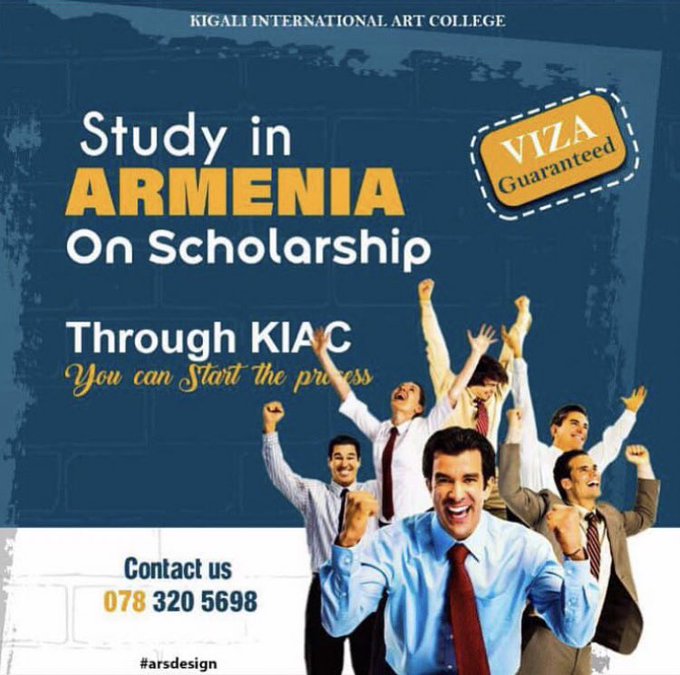 KIGALI INTERNATIONAL ART COLLEGE
Study in
ARMENIA
On Scholarship
VIZA
Guaranteed
Through KIAC
You can Start the process
Contact us
078 320 5698
#arsdesign